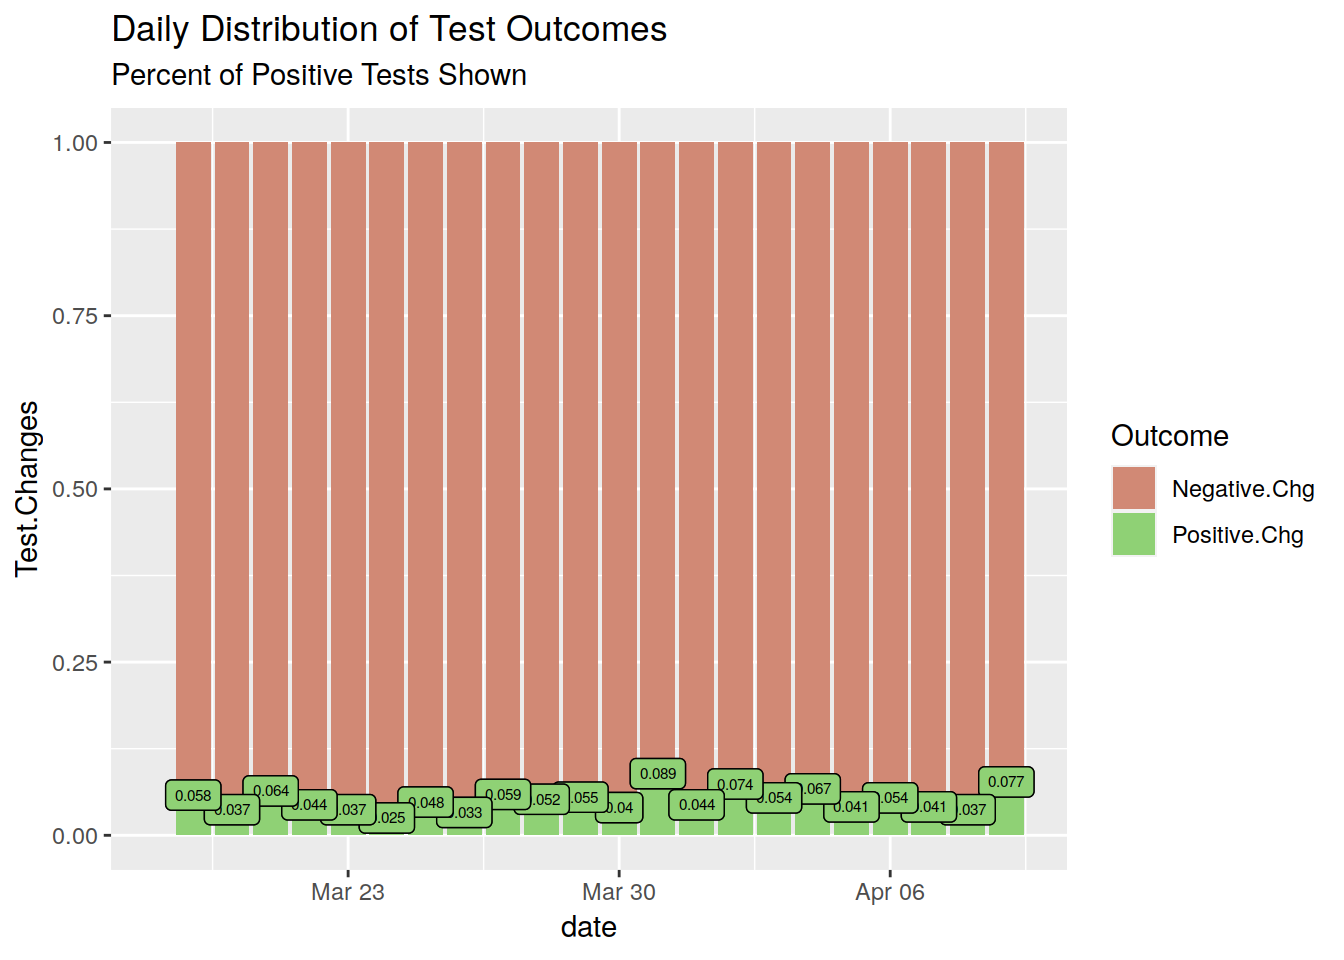 Daily Distribution of Test Outcomes
Percent of Positive Tests Shown
1.00
0.75
0.50
0.25
0.00
Test.Changes
0.058
0.037
0.064
0.044
0.037
0.025
0.048
0.033
0.059
0.052
0.055
0.04
0.089
0.044
0.074
0.054
0.067
0.041
0.054
0.041
0.037
0.077
Mar 23
Mar 30
Apr 06
date
Outcome
Negative.Chg
Positive.Chg